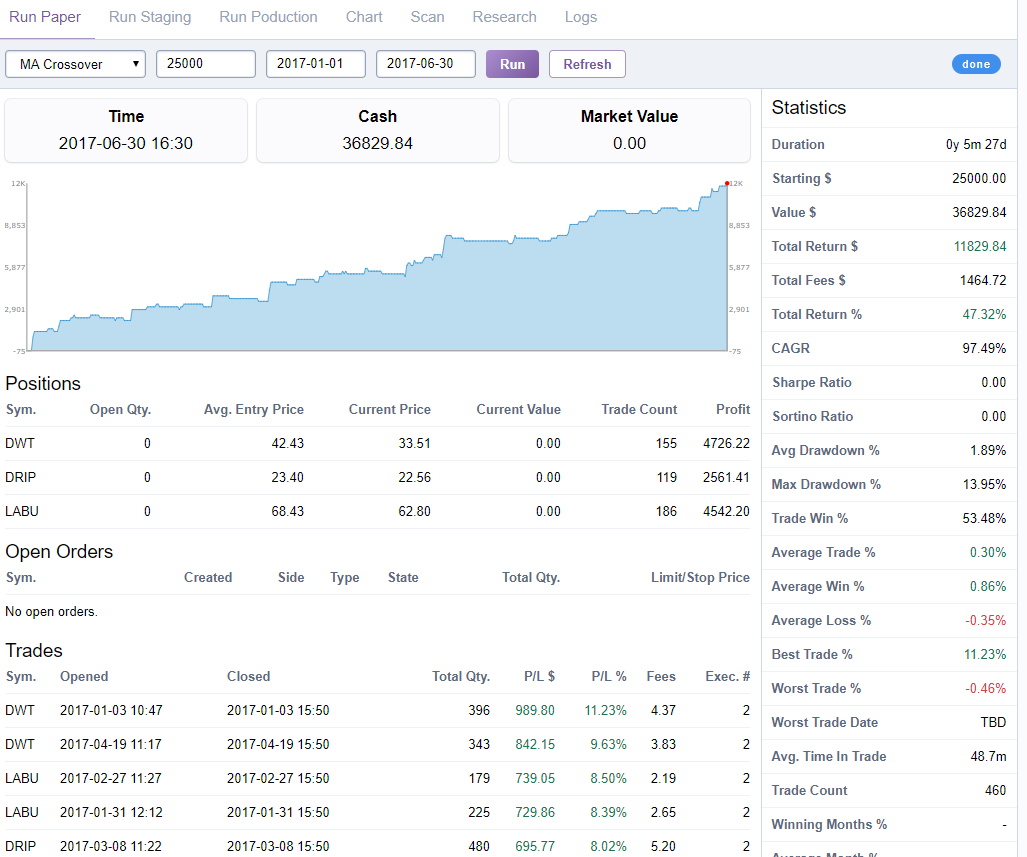 Run Paper Run Staging Run Poduction Chart Scan Research Logs
MA Crossover 25000 2017-01-01 2017-06-30 Run Refresh done
Time Cash Market Value
2017-06-30 16:30 36829.84 0.00
12K 12K
8,853 8,853
5,877 5,877
2,901 2,901
-75 -75
Positions
Sym. Open Qty. Avg. Entry Price Current Price Current Value Trade Count Profit
DWT 0 42.43 33.51 0.00 155 4726.22
DRIP 0 23.40 22.56 0.00 119 2561.41
LABU 0 68.43 62.80 0.00 186 4542.20
Open Orders
Sym. Created Side Type State Total Qty. Limit/Stop Price
No open orders.
Trades
Sym. Opened Closed Total Qty. P/L $ P/L % Fees Exec. #
DWT 2017-01-03 10:47 2017-01-03 15:50 396 989.80 11.23% 4.37 2
DWT 2017-04-19 11:17 2017-04-19 15:50 343 842.15 9.63% 3.83 2
LABU 2017-02-27 11:27 2017-02-27 15:50 179 739.05 8.50% 2.19 2
LABU 2017-01-31 12:12 2017-01-31 15:50 225 729.86 8.39% 2.65 2
DRIP 2017-03-08 11:22 2017-03-08 15:50 480 695.77 8.02% 5.20 2
Statistics
Duration 0y 5m 27d
Starting $ 25000.00
Value $ 36829.84
Total Return $ 11829.84
Total Fees $ 1464.72
Total Return % 47.32%
CAGR 97.49%
Sharpe Ratio 0.00
Sortino Ratio 0.00
Avg Drawdown % 1.89%
Max Drawdown % 13.95%
Trade Win % 53.48%
Average Trade % 0.30%
Average Win % 0.86%
Average Loss % -0.35%
Best Trade % 11.23%
Worst Trade % -0.46%
Worst Trade Date TBD
Avg. Time In Trade 48.7m
Trade Count 460
Winning Months % -
Average Month %